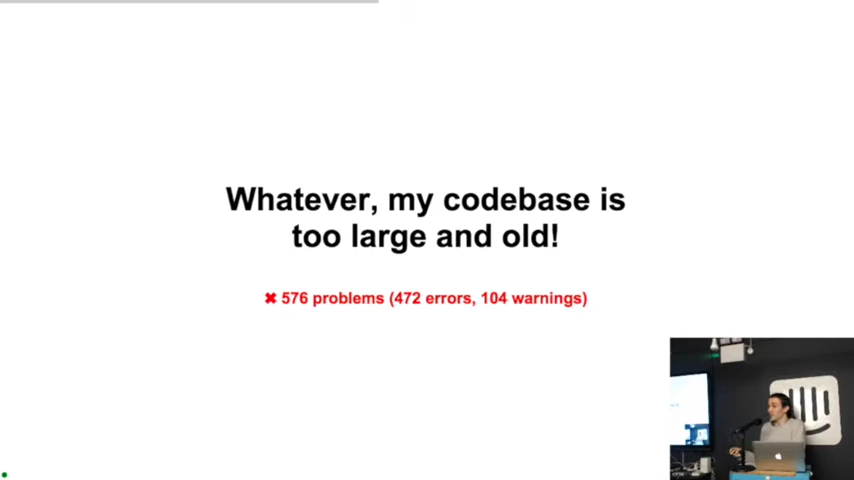 Whatever, my codebase is
too large and old!
✖ 576 problems (472 errors, 104 warnings)